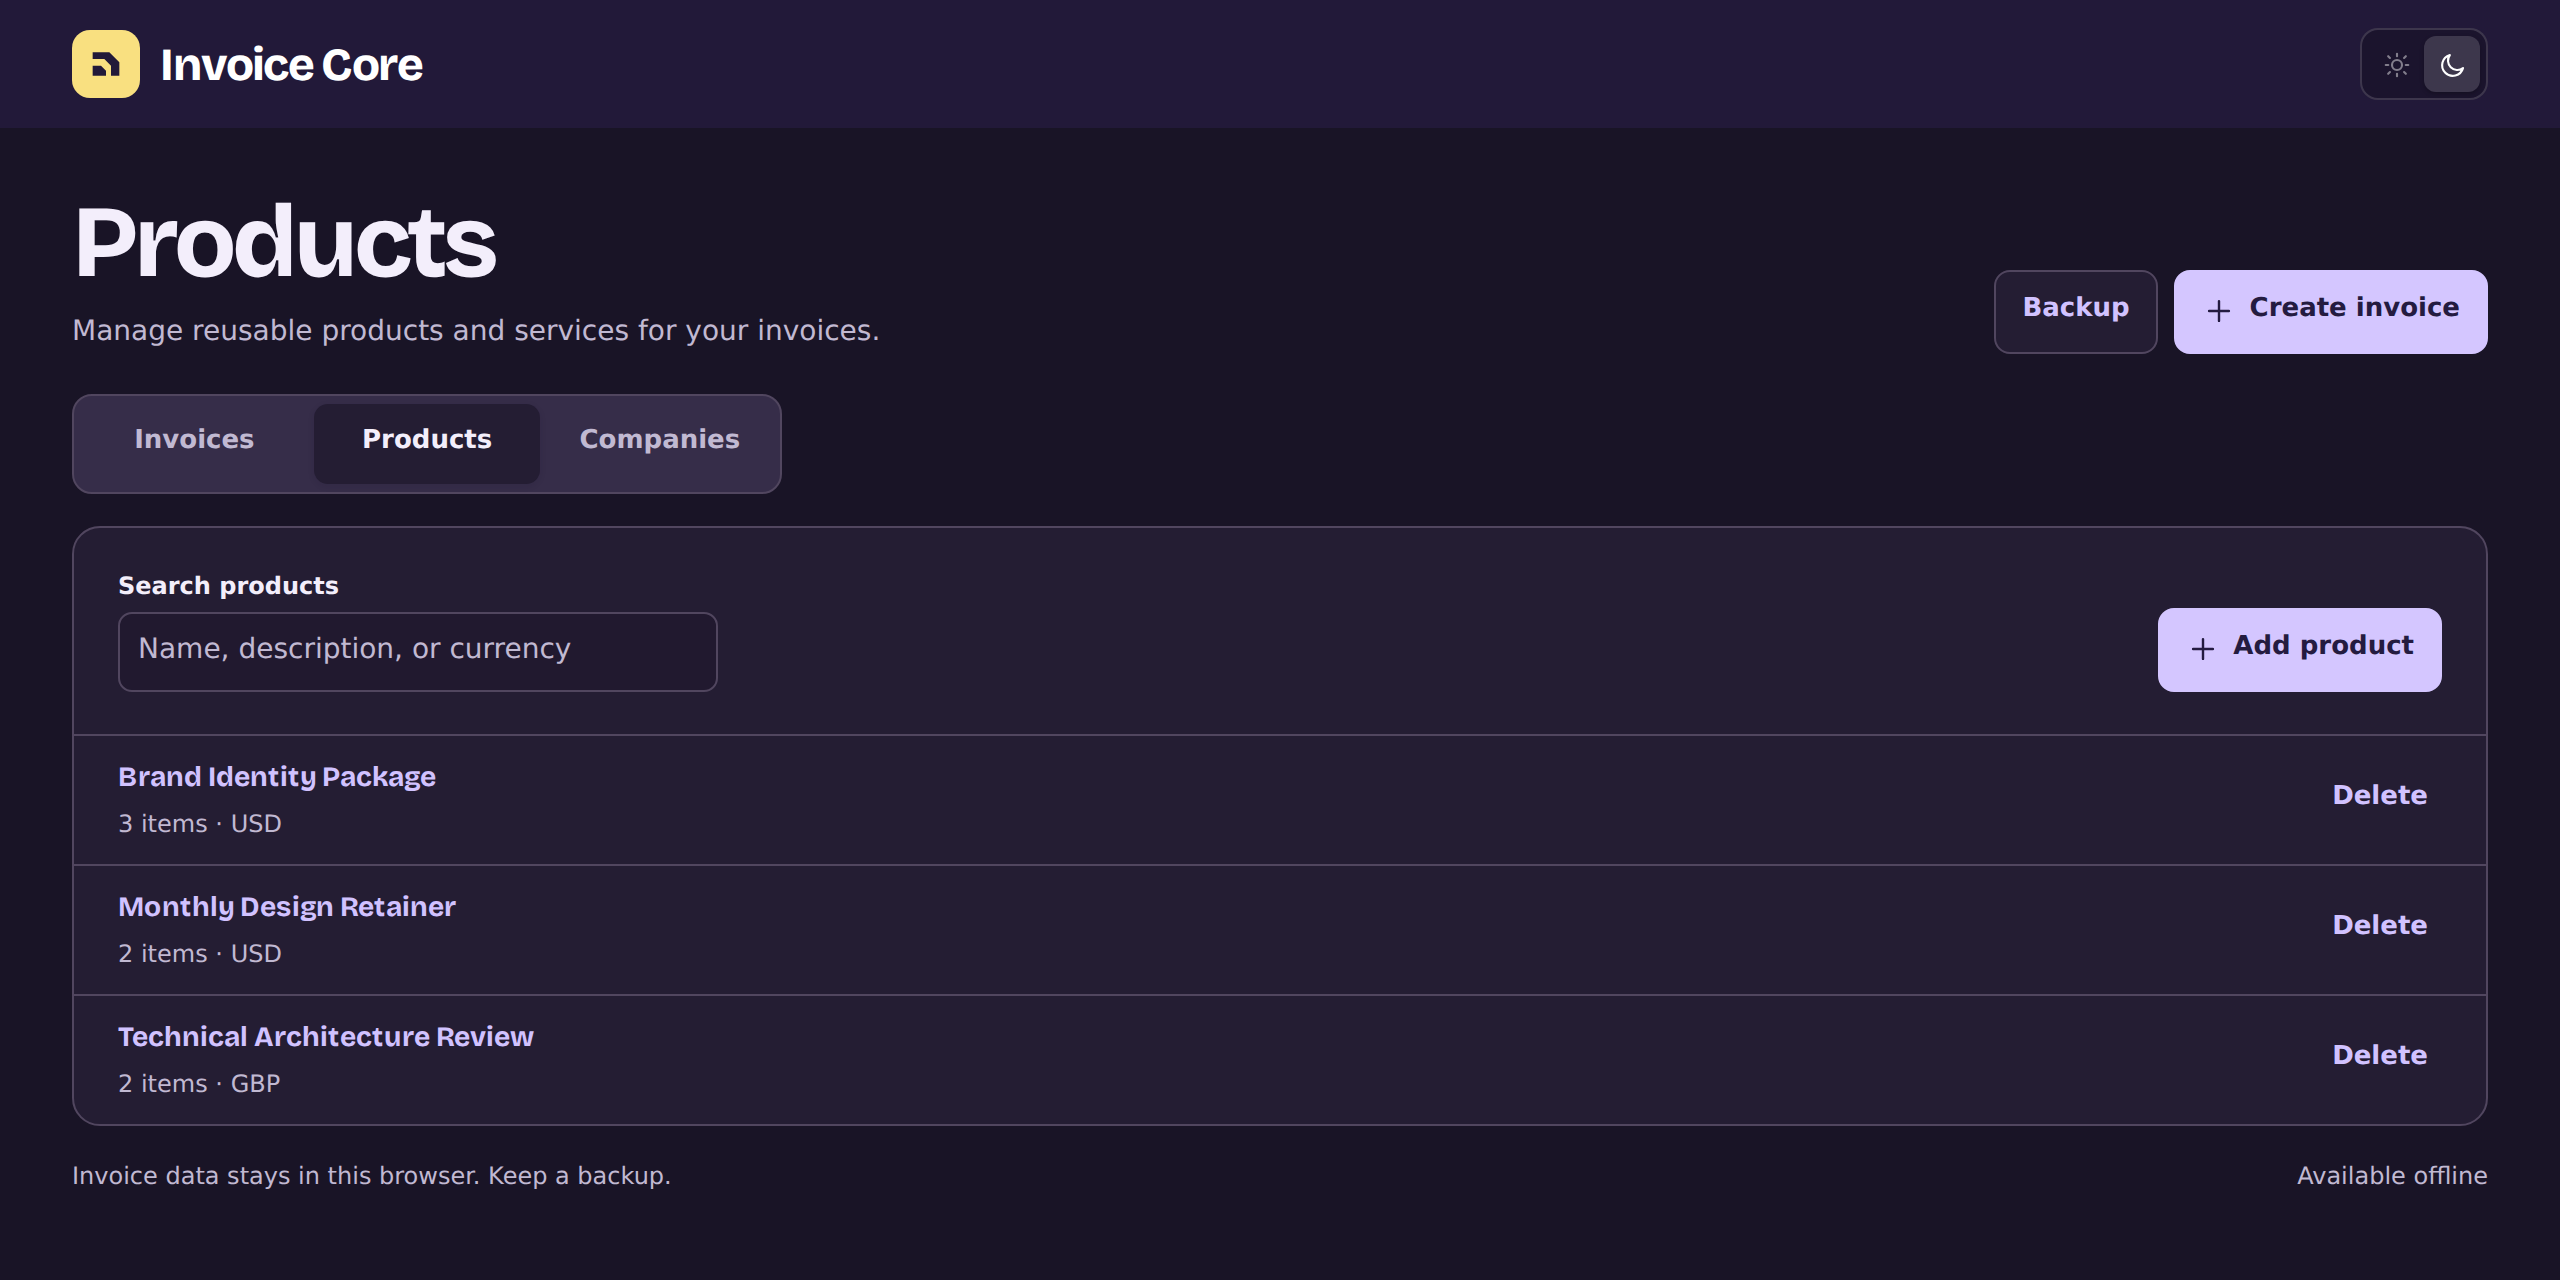 Invoice Core
Products
Manage reusable products and services for your invoices.
Backup
Create invoice
Invoices
Products
Companies
Search products
Name, description, or currency
Add product
Brand Identity Package
3 items · USD
Delete
Monthly Design Retainer
2 items · USD
Delete
Technical Architecture Review
2 items · GBP
Delete
Invoice data stays in this browser. Keep a backup.
Available offline